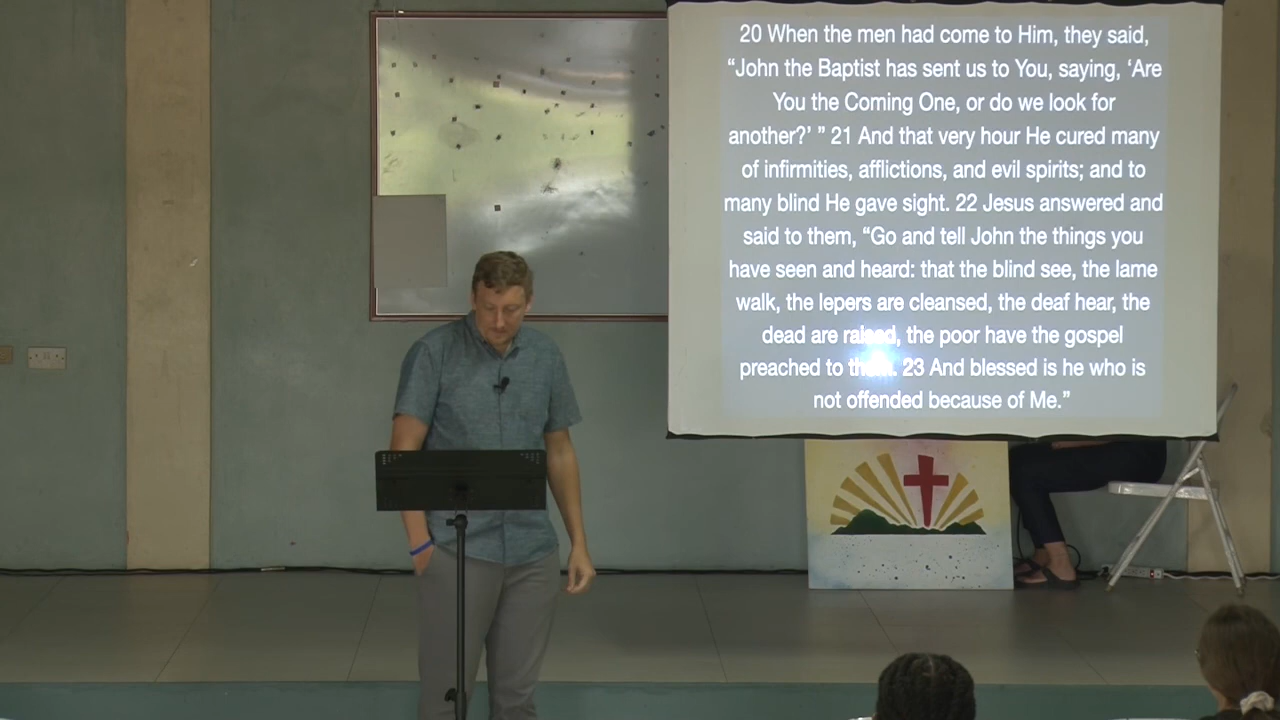 20 When the men had come to Him, they said,
“John the Baptist has sent us to You, saying, ‘Are
You the Coming One, or do we look for
another?’ ” 21 And that very hour He cured many
of infirmities, afflictions, and evil spirits; and to
many blind He gave sight. 22 Jesus answered and
said to them, “Go and tell John the things you
have seen and heard: that the blind see, the lame
walk, the lepers are cleansed, the deaf hear, the
dead are raised, the poor have the gospel
preached to them. 23 And blessed is he who is
not offended because of Me.”